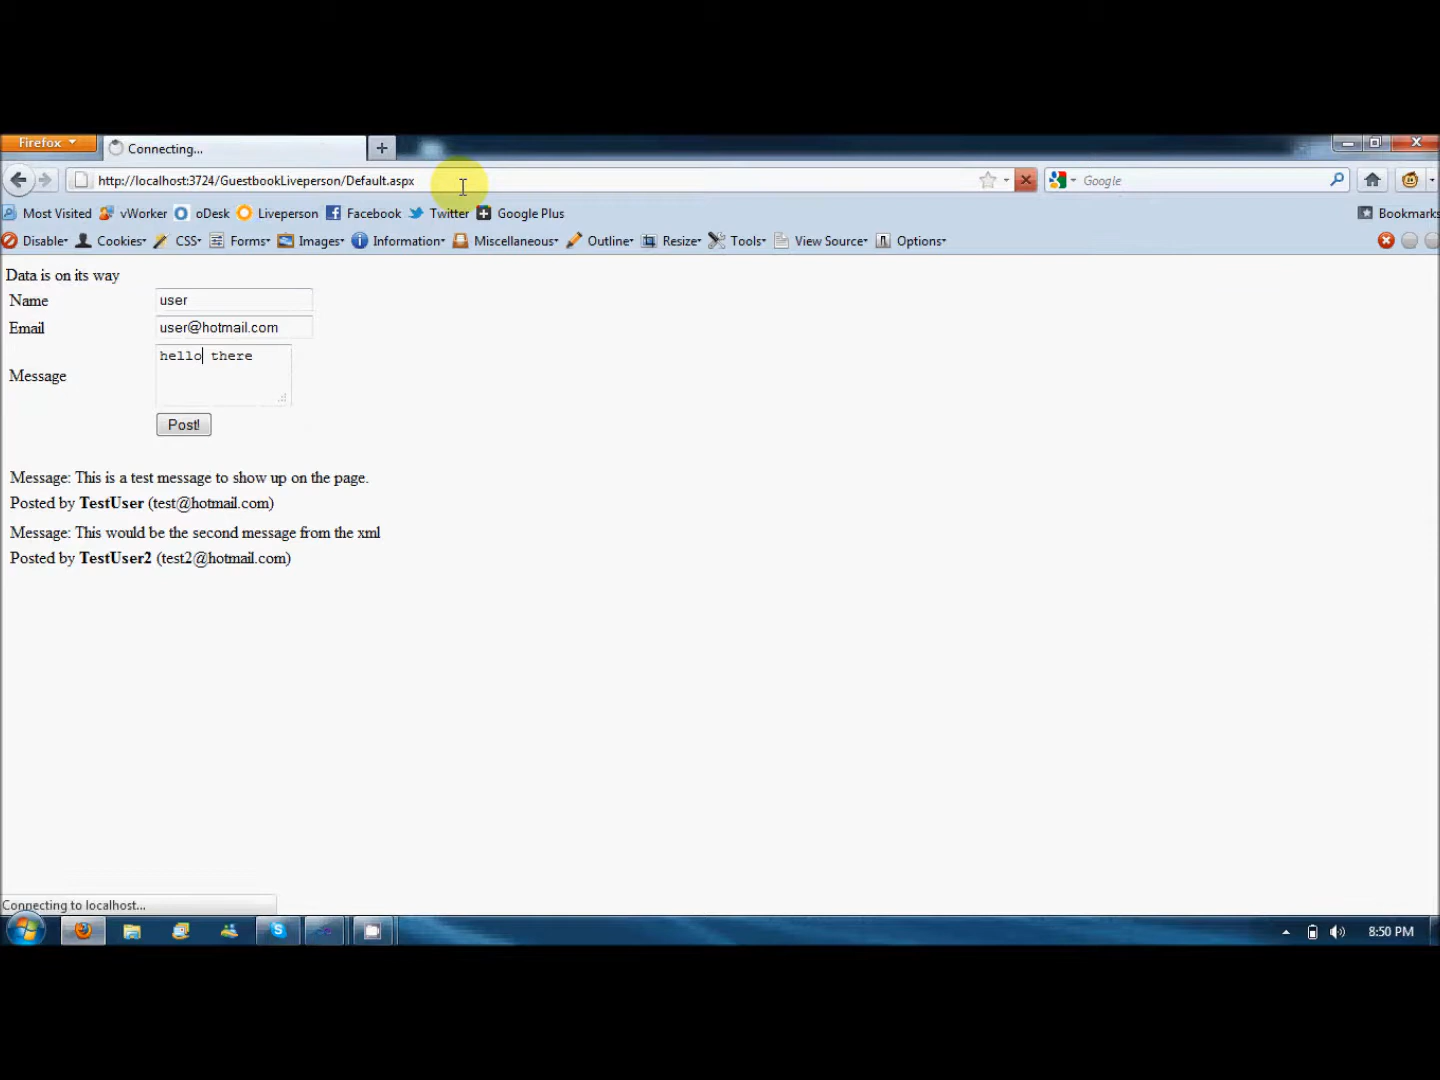 Firefox
Connecting...
http://localhost:3724/GuestbookLiveperson/Default.aspx
Google
Most Visited vWorker oDesk Liveperson Facebook Twitter Google Plus Bookmarks
Disable Cookies CSS Forms Images Information Miscellaneous Outline Resize Tools View Source Options
Data is on its way
Name user
Email user@hotmail.com
hello there
Message
Post!
Message: This is a test message to show up on the page.
Posted by TestUser (test@hotmail.com)
Message: This would be the second message from the xml
Posted by TestUser2 (test2@hotmail.com)
Connecting to localhost...
8:50 PM